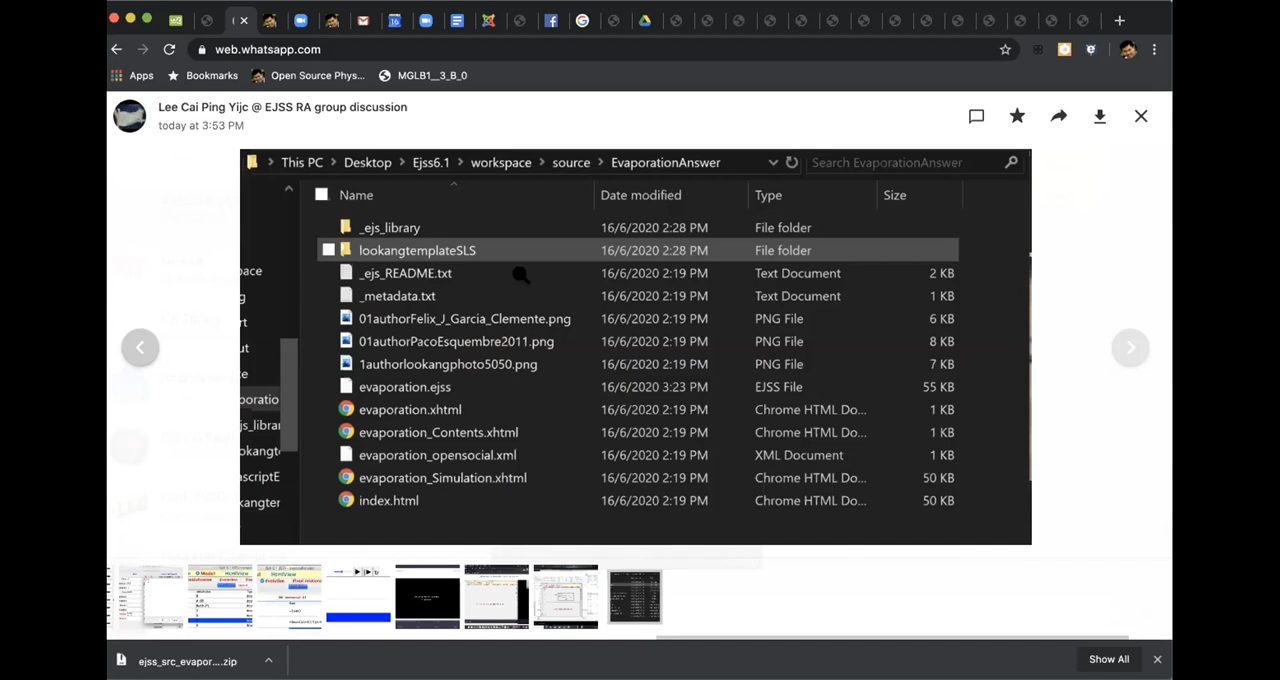 web.whatsapp.com
Apps Bookmarks Open Source Phys... MGLB1__3_B_0
Lee Cai Ping Yijc @ EJSS RA group discussion
today at 3:53 PM
This PC Desktop Ejss6.1 workspace source EvaporationAnswer Search EvaporationAnswer
Name Date modified Type Size
_ejs_library 16/6/2020 2:28 PM File folder
lookangtemplateSLS 16/6/2020 2:28 PM File folder
_ejs_README.txt 16/6/2020 2:19 PM Text Document 2 KB
_metadata.txt 16/6/2020 2:19 PM Text Document 1 KB
01authorFelix_J_Garcia_Clemente.png 16/6/2020 2:19 PM PNG File 6 KB
01authorPacoEsquembre2011.png 16/6/2020 2:19 PM PNG File 8 KB
1authorlookangphoto5050.png 16/6/2020 2:19 PM PNG File 7 KB
evaporation.ejss 16/6/2020 3:23 PM EJSS File 55 KB
evaporation.xhtml 16/6/2020 2:19 PM Chrome HTML Do... 1 KB
evaporation_Contents.xhtml 16/6/2020 2:19 PM Chrome HTML Do... 1 KB
evaporation_opensocial.xml 16/6/2020 2:19 PM XML Document 1 KB
evaporation_Simulation.xhtml 16/6/2020 2:19 PM Chrome HTML Do... 50 KB
index.html 16/6/2020 2:19 PM Chrome HTML Do... 50 KB
ejss_src_evapor....zip Show All